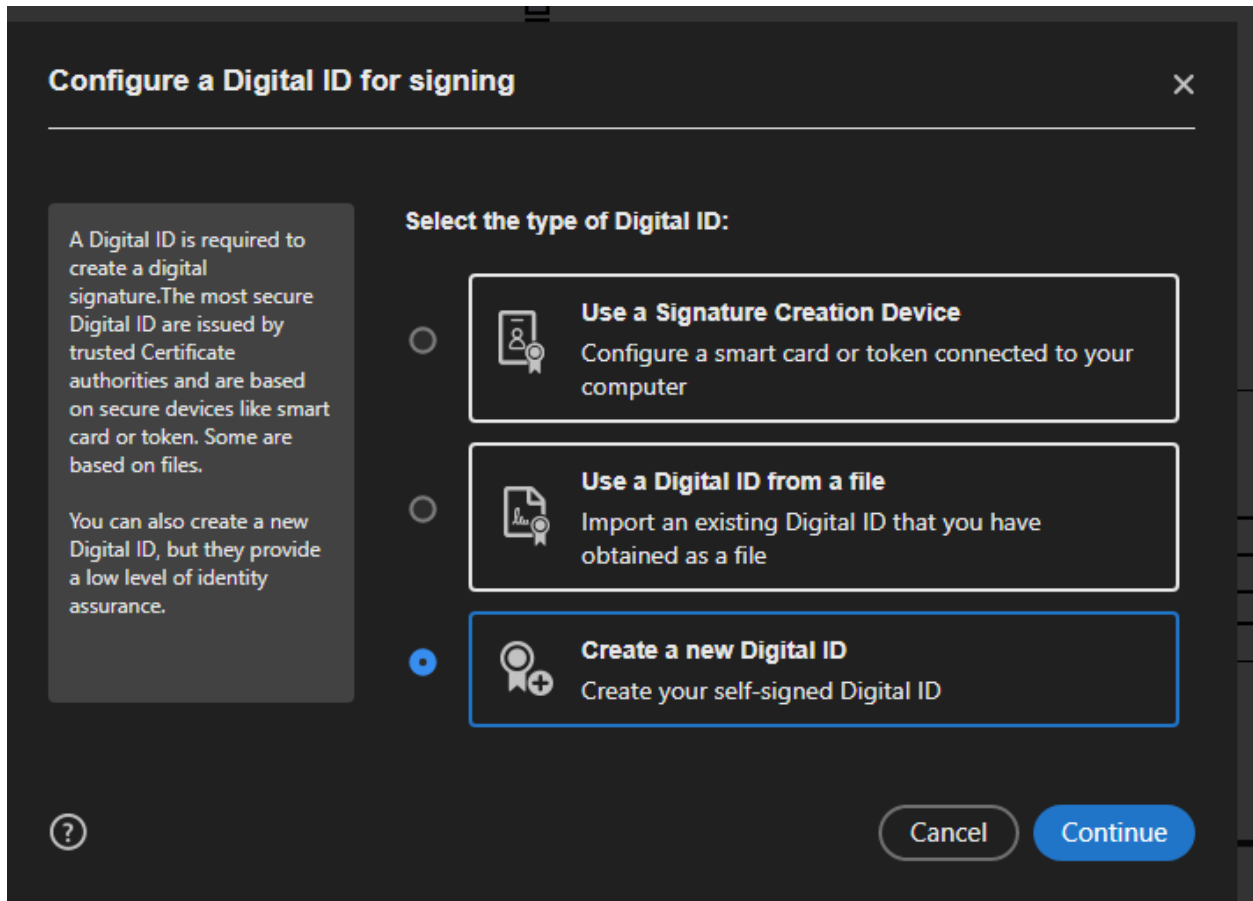 Configure a Digital ID for signing
A Digital ID is required to
create a digital
signature.The most secure
Digital ID are issued by
trusted Certificate
authorities and are based
on secure devices like smart
card or token. Some are
based on files.
You can also create a new
Digital ID, but they provide
a low level of identity
assurance.
Select the type of Digital ID:
Use a Signature Creation Device
Configure a smart card or token connected to your
computer
Use a Digital ID from a file
Import an existing Digital ID that you have
obtained as a file
Create a new Digital ID
Create your self-signed Digital ID
?
Cancel
Continue